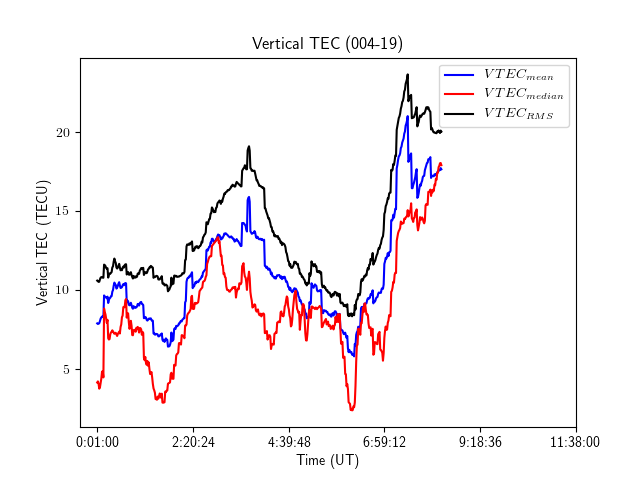 Vertical TEC (004-19)
VTEC_mean
VTEC_median
VTEC_RMS
Vertical TEC (TECU)
20
15
10
5
0:01:00 2:20:24 4:39:48 6:59:12 9:18:36 11:38:00
Time (UT)